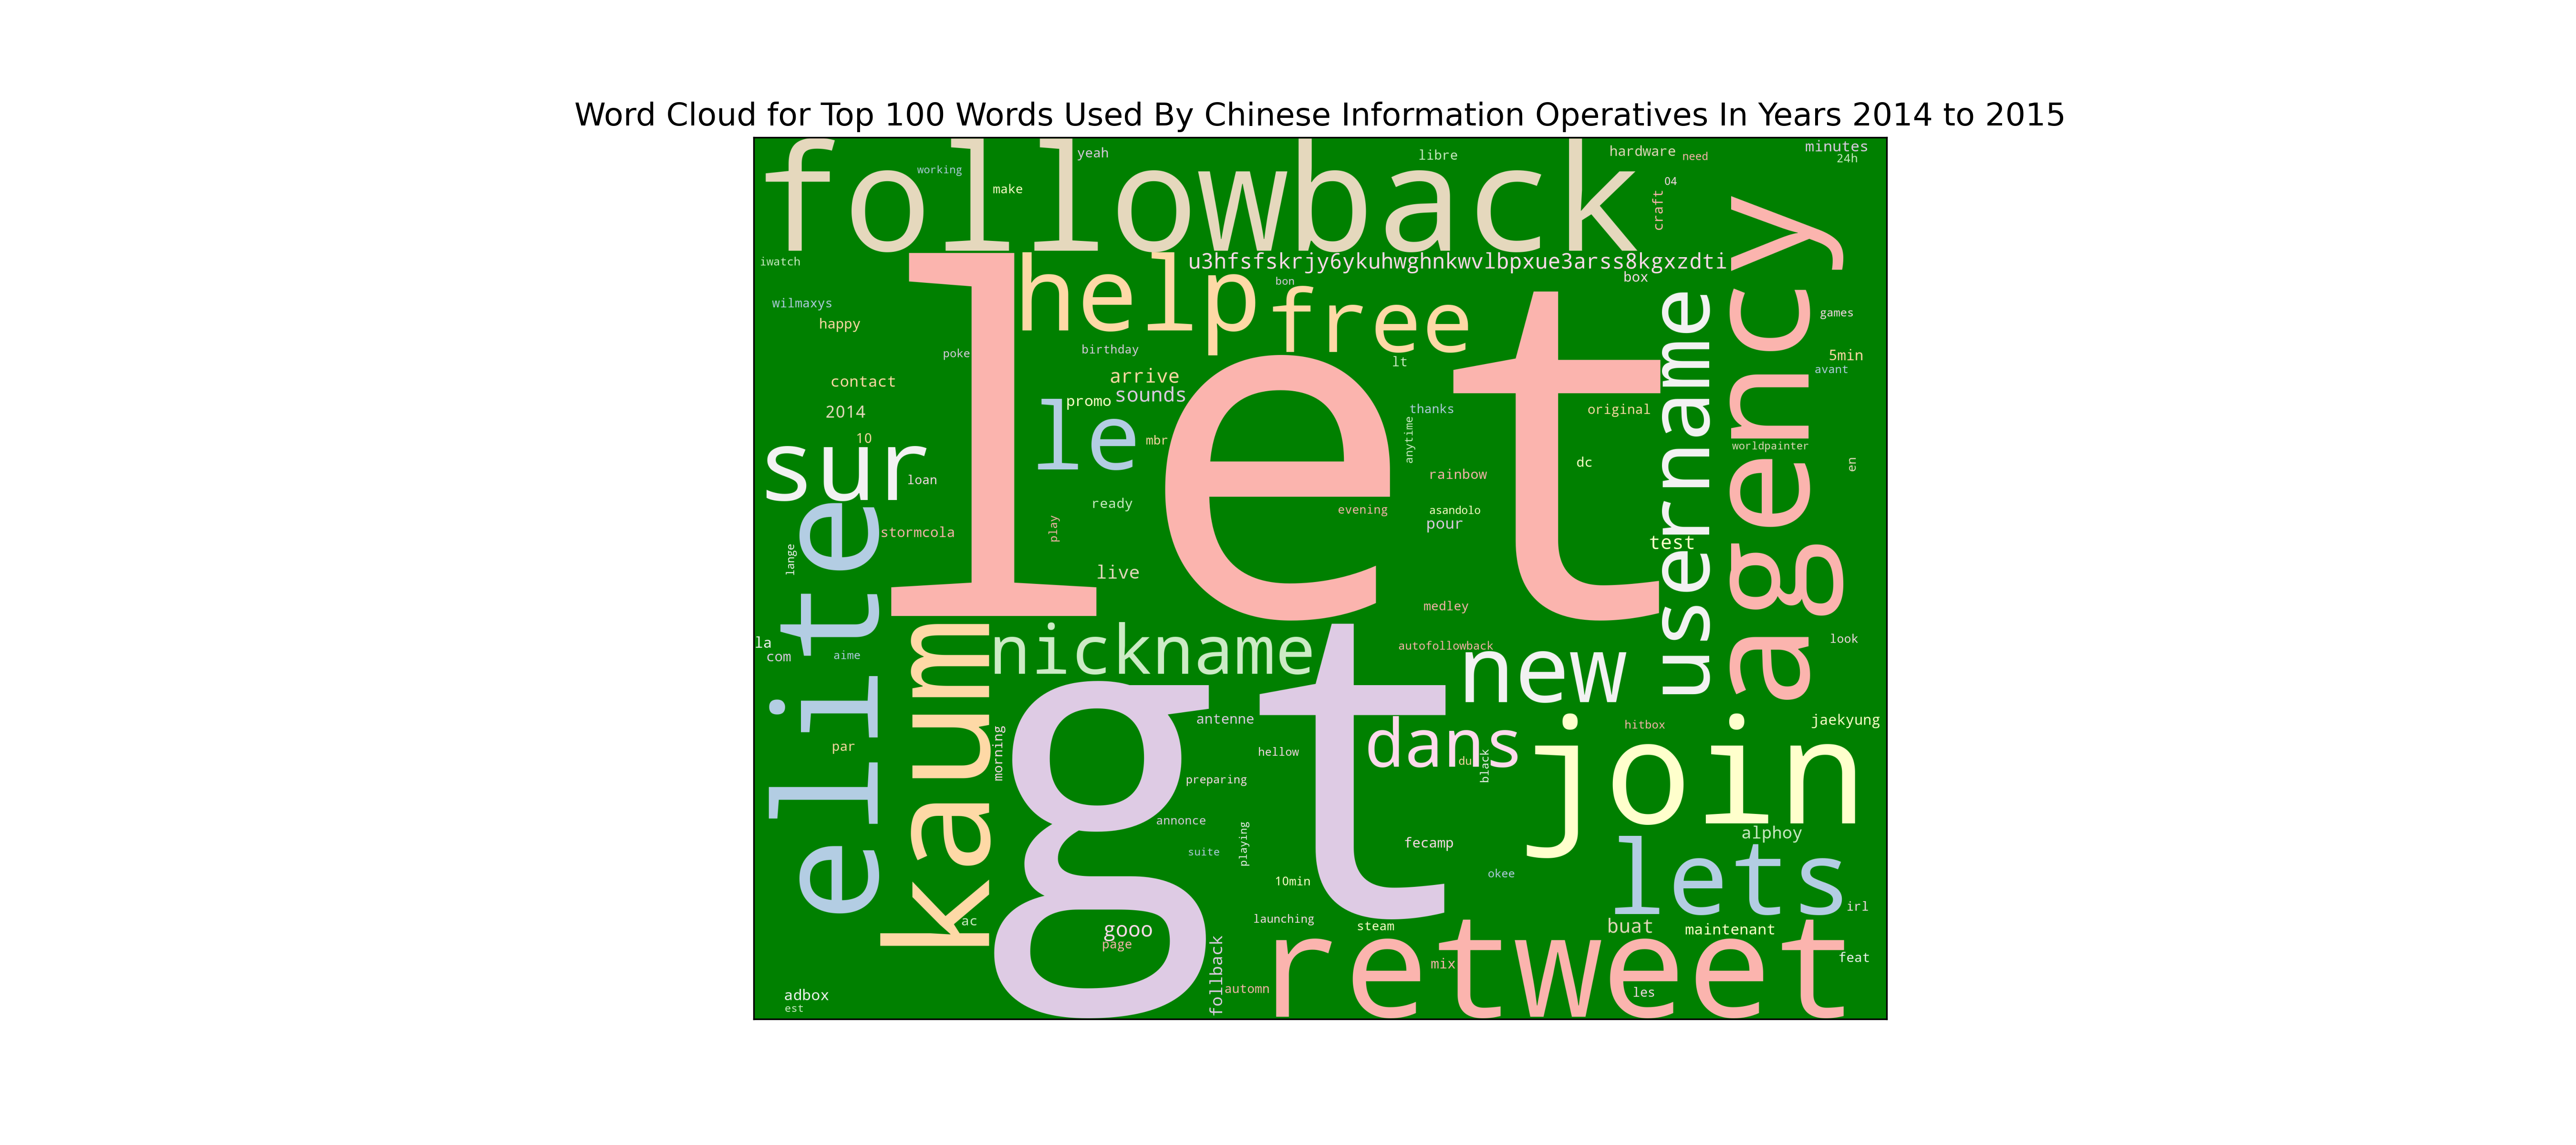 Word Cloud for Top 100 Words Used By Chinese Information Operatives In Years 2014 to 2015
followback
working
yeah
make
libre
hardware
need
minutes
24h
04
craft
iwatch
help
u3hfsfskrjy6ykuhwghnkwvlbpxue3arss8kgxzdti
box
bon
free
wilmaxys
happy
let
username
agency
games
poke
birthday
lt
5min
avant
contact
arrive
sounds
promo
2014
le
mbr
thanks
anytime
original
10
sur
loan
rainbow
dc
worldpainter
en
ready
play
evening
asandolo
pour
stormcola
test
elite
lange
live
medley
la
com
aime
kaum
nickname
autofollowback
new
look
gt
antenne
dans
hitbox
jaekyung
par
morning
hellow
du
black
join
preparing
annonce
playing
suite
fecamp
alphoy
10min
okee
lets
irl
ac
gooo
page
launching
steam
buat
maintenant
follback
retweet
mix
feat
automn
les
adbox
est